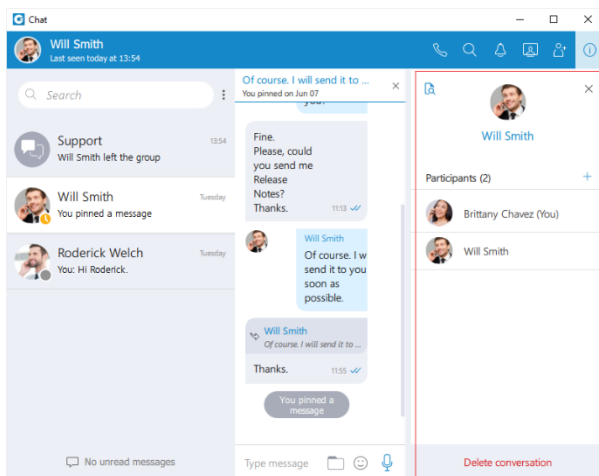 Chat
Will Smith
Last seen today at 13:54
Search
Support
13:54
Will Smith left the group
Will Smith
Tuesday
You pinned a message
Roderick Welch
Tuesday
You: Hi Roderick.
No unread messages
Of course. I will send it to ...
You pinned on Jun 07
you?
Fine.
Please, could
you send me
Release
Notes?
Thanks.
11:13
Will Smith
Of course. I w
send it to you
soon as
possible.
Will Smith
Of course. I will send it to ...
Thanks.
11:55
You pinned a
message
Type message
Will Smith
Participants (2)
Brittany Chavez (You)
Will Smith
Delete conversation